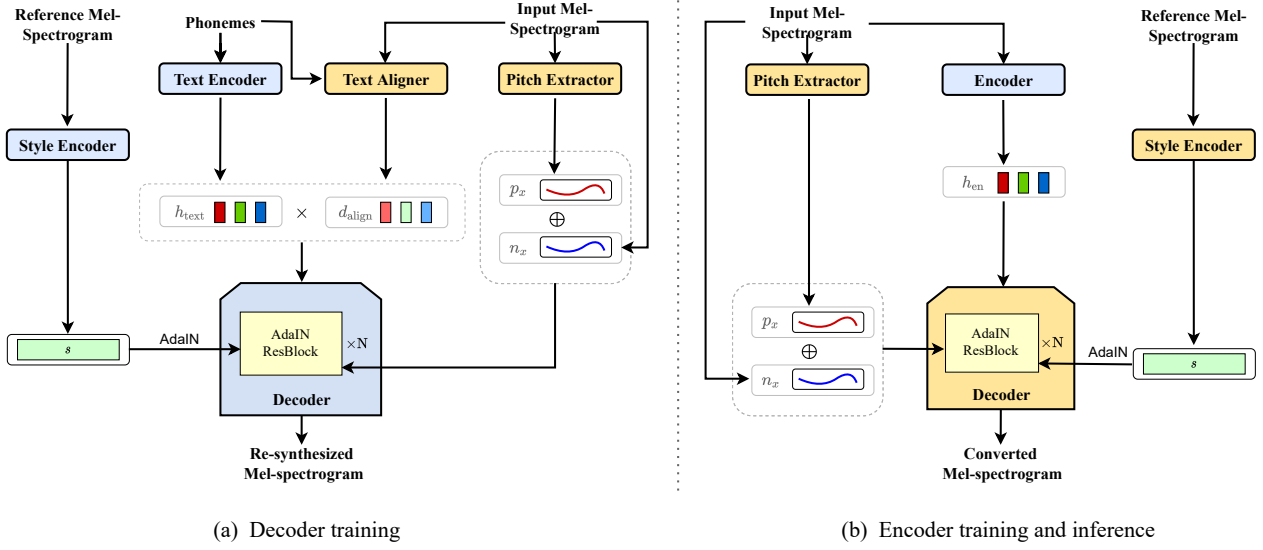 Reference Mel-
Spectrogram
Phonemes
Input Mel-
Spectrogram
Text Encoder
Text Aligner
Pitch Extractor
Style Encoder
h_text
×
d_align
p_x
⊕
n_x
s
AdaIN
AdaIN
ResBlock
×N
Decoder
Re-synthesized
Mel-spectrogram
(a) Decoder training
Input Mel-
Spectrogram
Reference Mel-
Spectrogram
Pitch Extractor
Encoder
Style Encoder
h_en
p_x
⊕
n_x
AdaIN
ResBlock
×N
Decoder
AdaIN
s
Converted
Mel-spectrogram
(b) Encoder training and inference